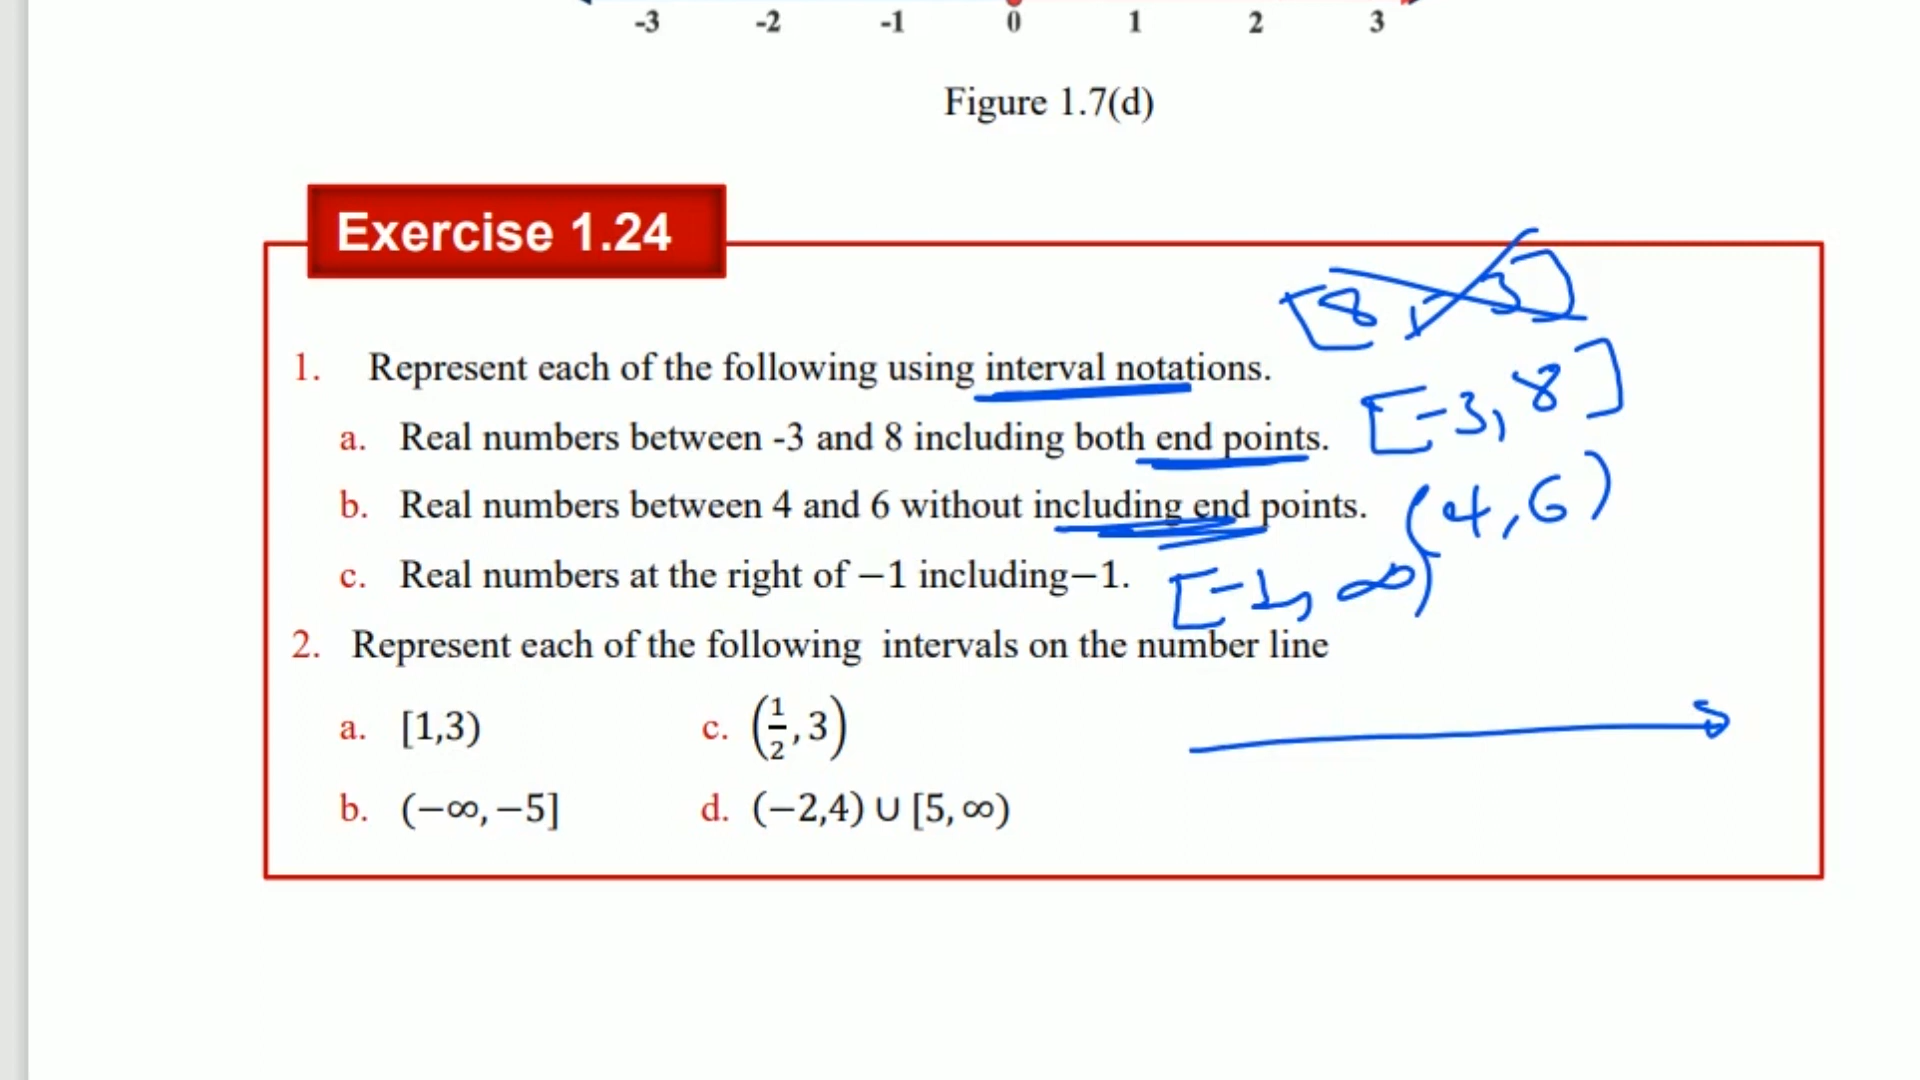 -3 -2 -1 0 1 2 3
Figure 1.7(d)
Exercise 1.24
[8, -3]
1. Represent each of the following using interval notations.
a. Real numbers between -3 and 8 including both end points. [-3, 8]
b. Real numbers between 4 and 6 without including end points. (4, 6)
c. Real numbers at the right of −1 including−1. [-1, ∞)
2. Represent each of the following intervals on the number line
a. [1,3) c. (1/2, 3)
b. (−∞, −5] d. (−2,4) ∪ [5, ∞)